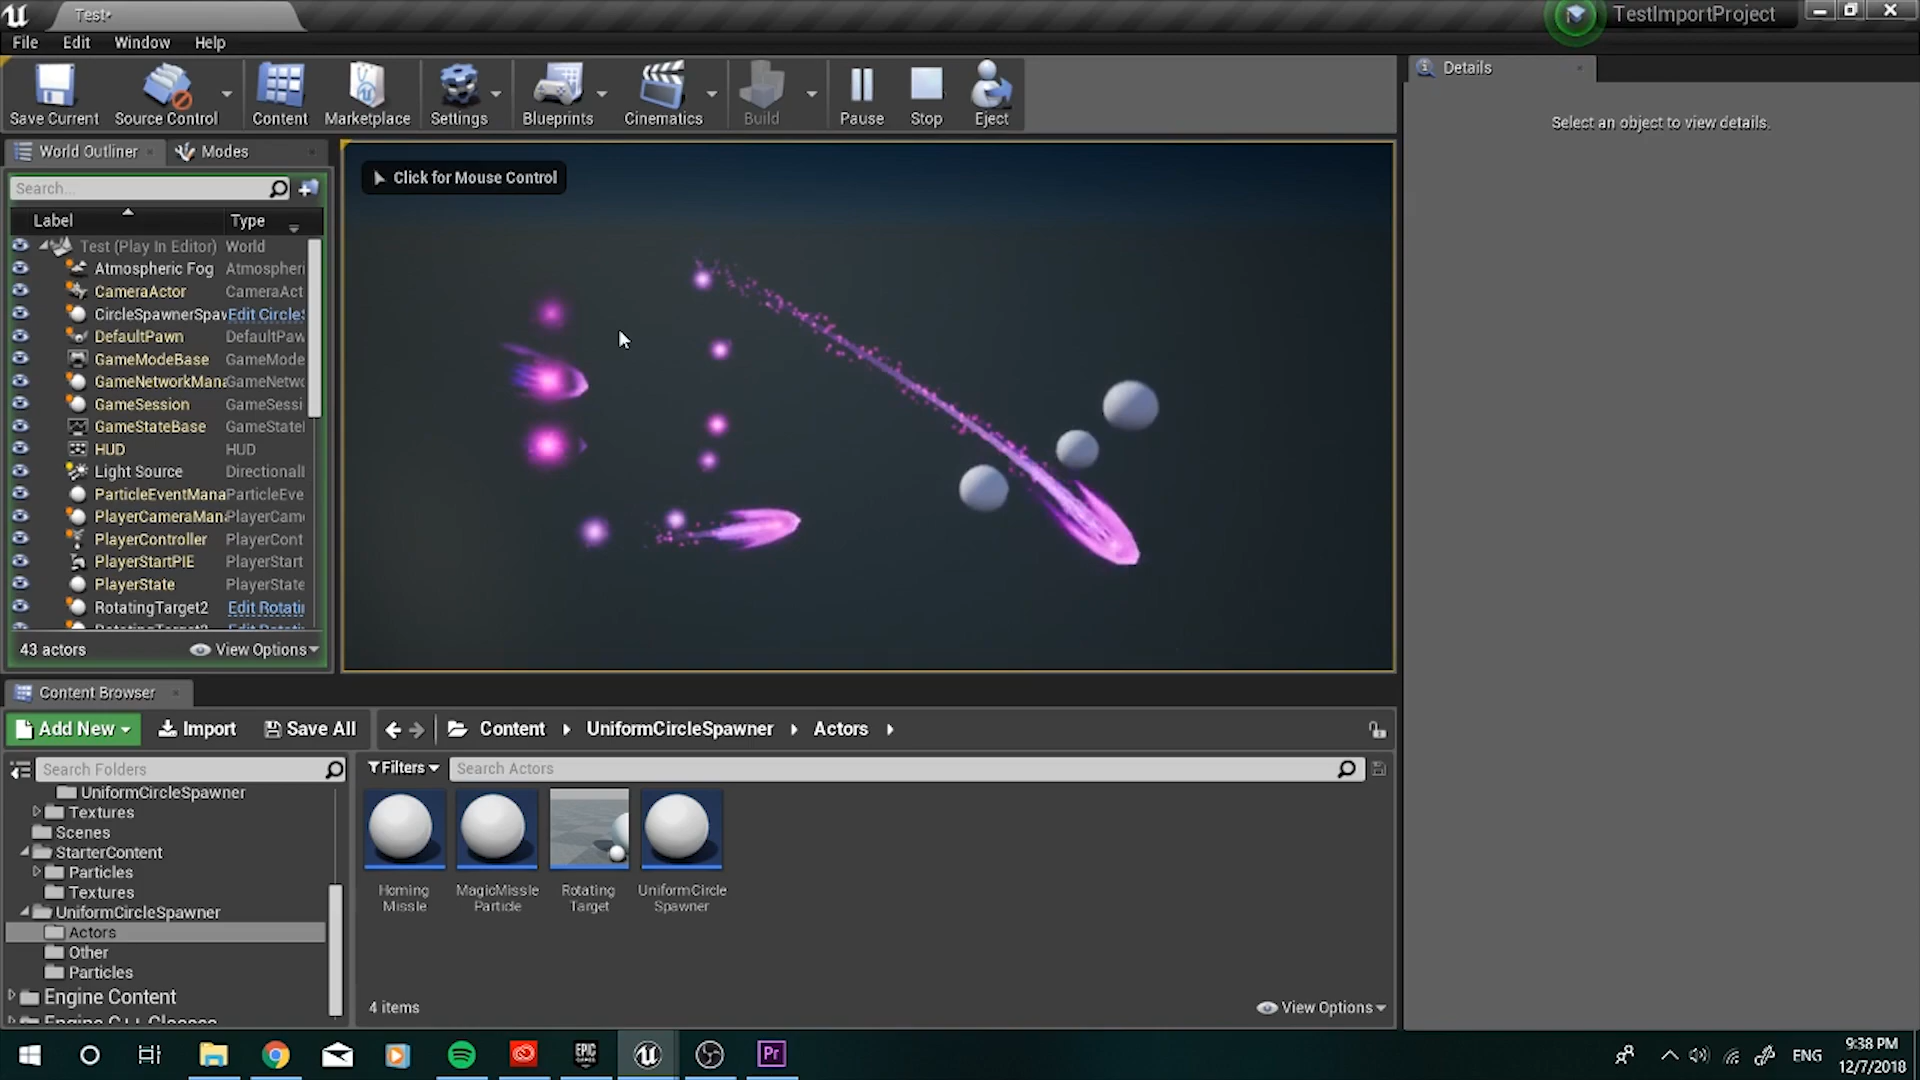 Test*
TestImportProject
File Edit Window Help
Save Current Source Control Content Marketplace Settings Blueprints Cinematics Build Pause Stop Eject
Details
Select an object to view details.
World Outliner Modes
Search...
Label Type
Test (Play In Editor) World
Atmospheric Fog Atmospheri
CameraActor CameraAct
CircleSpawnerSpaw Edit Circle
DefaultPawn DefaultPaw
GameModeBase GameMode
GameNetworkMana GameNetwo
GameSession GameSessi
GameStateBase GameStatel
HUD HUD
Light Source Directionall
ParticleEventMana ParticleEve
PlayerCameraMan PlayerCam
PlayerController PlayerCont
PlayerStartPIE PlayerStart
PlayerState PlayerState
RotatingTarget2 Edit Rotati
43 actors View Options
Click for Mouse Control
Content Browser
Add New Import Save All Content UniformCircleSpawner Actors
Search Folders
Filters Search Actors
UniformCircleSpawner
Textures
Scenes
StarterContent
Particles
Textures
UniformCircleSpawner
Actors
Other
Particles
Engine Content
Engine C++ Classes
Homing Missle
MagicMissle Particle
Rotating Target
UniformCircle Spawner
4 items View Options
EPIC GAMES
Pr
ENG
9:38 PM
12/7/2018